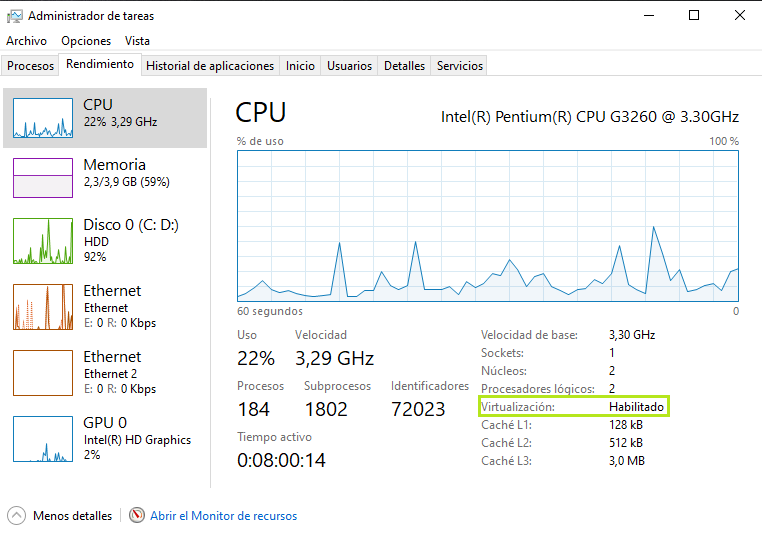 Administrador de tareas
Archivo Opciones Vista
Procesos Rendimiento Historial de aplicaciones Inicio Usuarios Detalles Servicios
CPU
22% 3,29 GHz
Memoria
2,3/3,9 GB (59%)
Disco 0 (C: D:)
HDD
92%
Ethernet
Ethernet
E: 0 R: 0 Kbps
Ethernet
Ethernet 2
E: 0 R: 0 Kbps
GPU 0
Intel(R) HD Graphics
2%
CPU Intel(R) Pentium(R) CPU G3260 @ 3.30GHz
% de uso 100 %
60 segundos 0
Uso Velocidad
22% 3,29 GHz
Procesos Subprocesos Identificadores
184 1802 72023
Tiempo activo
0:08:00:14
Velocidad de base: 3,30 GHz
Sockets: 1
Núcleos: 2
Procesadores lógicos: 2
Virtualización: Habilitado
Caché L1: 128 kB
Caché L2: 512 kB
Caché L3: 3,0 MB
Menos detalles Abrir el Monitor de recursos